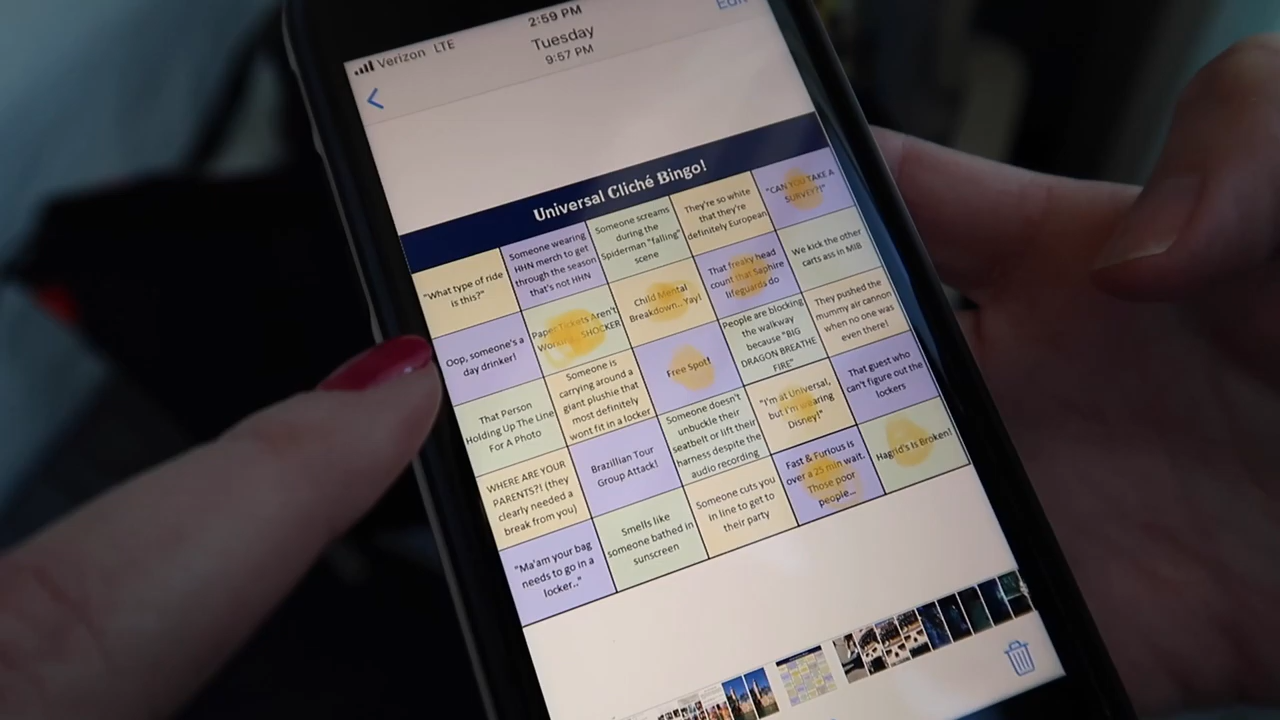 2:59 PM
Verizon LTE
Tuesday
9:57 PM
Edit
Universal Cliché Bingo!
"What type of ride
is this?"
Someone wearing
HHN merch to get
through the season
that's not HHN
Someone screams
during the
Spiderman "falling"
scene
They're so white
that they're
definitely European
"CAN YOU TAKE A
SURVEY?!"
Oop, someone's a
day drinker!
Paper Tickets Aren't
SHOCKER
Child Mental
Breakdown.. Yay!
That freaky head
count that Saphire
lifeguards do
We kick the other
carts ass in MIB
That Person
Holding Up The Line
For A Photo
Someone is
carrying around a
giant plushie that
most definitely
wont fit in a locker
Free Spot!
People are blocking
the walkway
because "BIG
DRAGON BREATHE
FIRE"
They pushed the
mummy air cannon
when no one was
even there!
WHERE ARE YOUR
PARENTS?! (they
clearly needed a
break from you)
Brazillian Tour
Group Attack!
Someone doesn't
unbuckle their
seatbelt or lift their
harness despite the
audio recording
"I'm at Universal,
but I'm wearing
Disney!"
That guest who
can't figure out the
lockers
"Ma'am your bag
needs to go in a
locker.."
Smells like
someone bathed in
sunscreen
Someone cuts you
in line to get to
their party
Fast & Furious is
over a 25 min wait.
Those poor
people...
Hagrid's Is Broken!